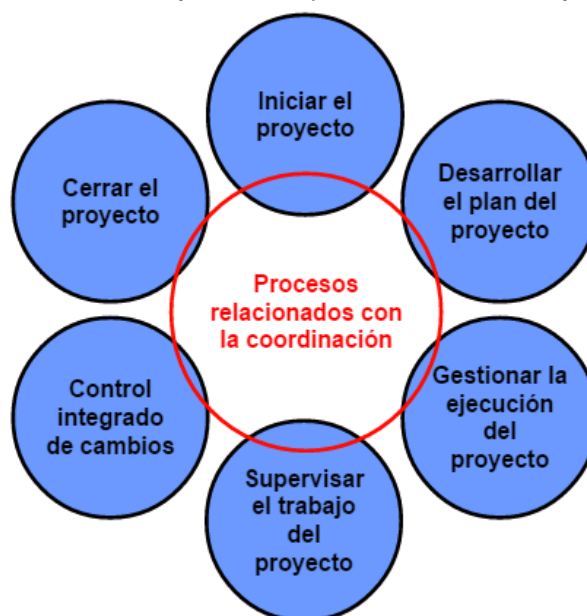 Iniciar el
proyecto
Desarrollar
el plan del
proyecto
Gestionar la
ejecución
del
proyecto
Supervisar
el trabajo
del
proyecto
Control
integrado
de cambios
Cerrar el
proyecto
Procesos
relacionados con
la coordinación